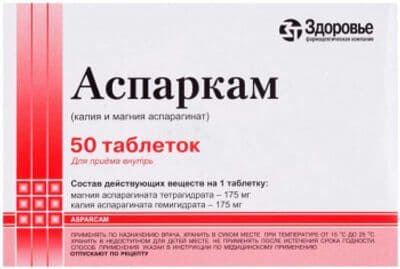 Здоровье
фармацевтическая компания
Аспаркам
(калия и магния аспарагинат)
50 таблеток
Для приёма внутрь
Состав действующих веществ на 1 таблетку:
магния аспарагината тетрагидрата – 175 мг
калия аспарагината гемигидрата – 175 мг
ASPARCAM
ПРИМЕНЯТЬ ПО НАЗНАЧЕНИЮ ВРАЧА. ХРАНИТЬ В СУХОМ МЕСТЕ. ПРИ ТЕМПЕРАТУРЕ ОТ 15 °C ДО 25 °C.
ХРАНИТЬ В НЕДОСТУПНОМ ДЛЯ ДЕТЕЙ МЕСТЕ. НЕ ПРИМЕНЯТЬ ПОСЛЕ ИСТЕЧЕНИЯ СРОКА ГОДНОСТИ.
СПОСОБ ПРИМЕНЕНИЯ УКАЗАН В ИНСТРУКЦИИ ПО МЕДИЦИНСКОМУ ПРИМЕНЕНИЮ
ОТПУСКАЮТ ПО РЕЦЕПТУ